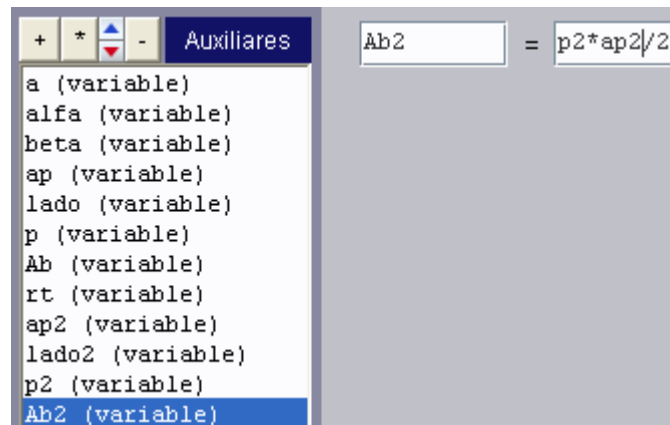 + * - Auxiliares
Ab2 = p2*ap2/2
a (variable)
alfa (variable)
beta (variable)
ap (variable)
lado (variable)
p (variable)
Ab (variable)
rt (variable)
ap2 (variable)
lado2 (variable)
p2 (variable)
Ab2 (variable)